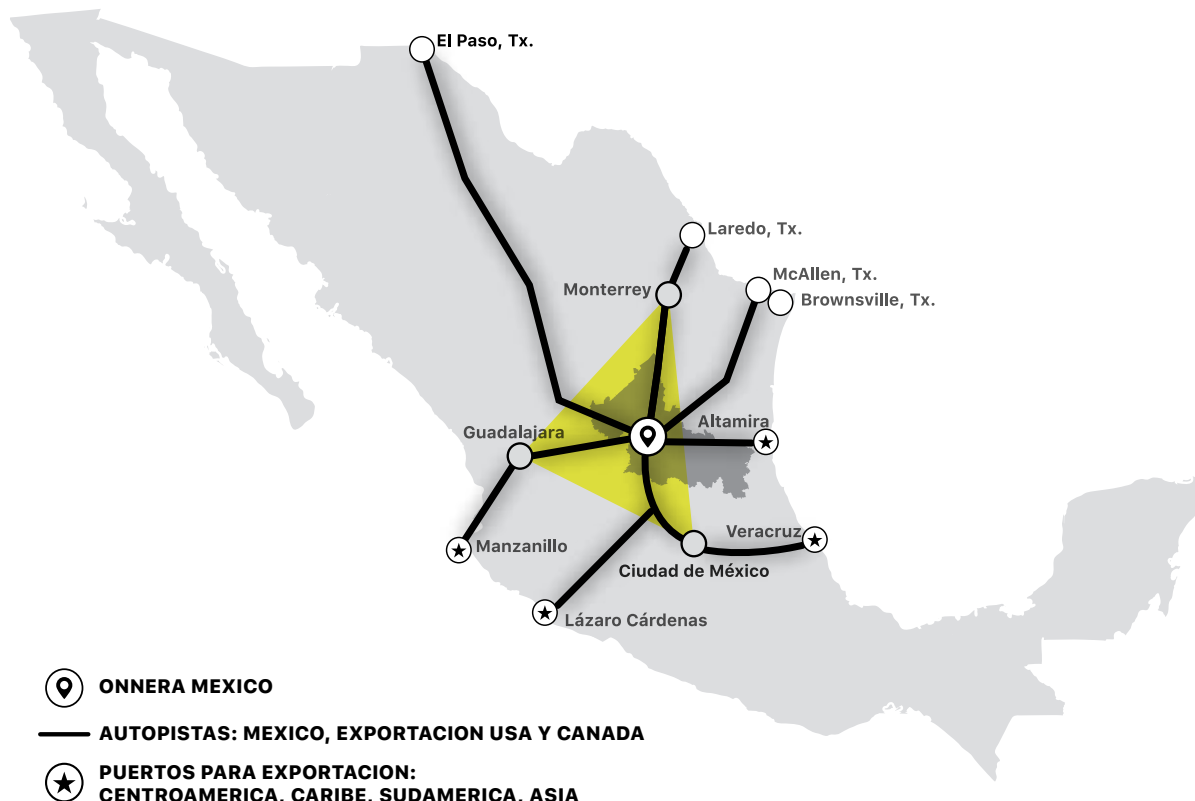 El Paso, Tx.
Laredo, Tx.
McAllen, Tx.
Monterrey
Brownsville, Tx.
Altamira
Guadalajara
Veracruz
Manzanillo
Ciudad de México
Lázaro Cárdenas
ONNERA MEXICO
AUTOPISTAS: MEXICO, EXPORTACION USA Y CANADA
PUERTOS PARA EXPORTACION:
CENTROAMERICA, CARIBE, SUDAMERICA, ASIA